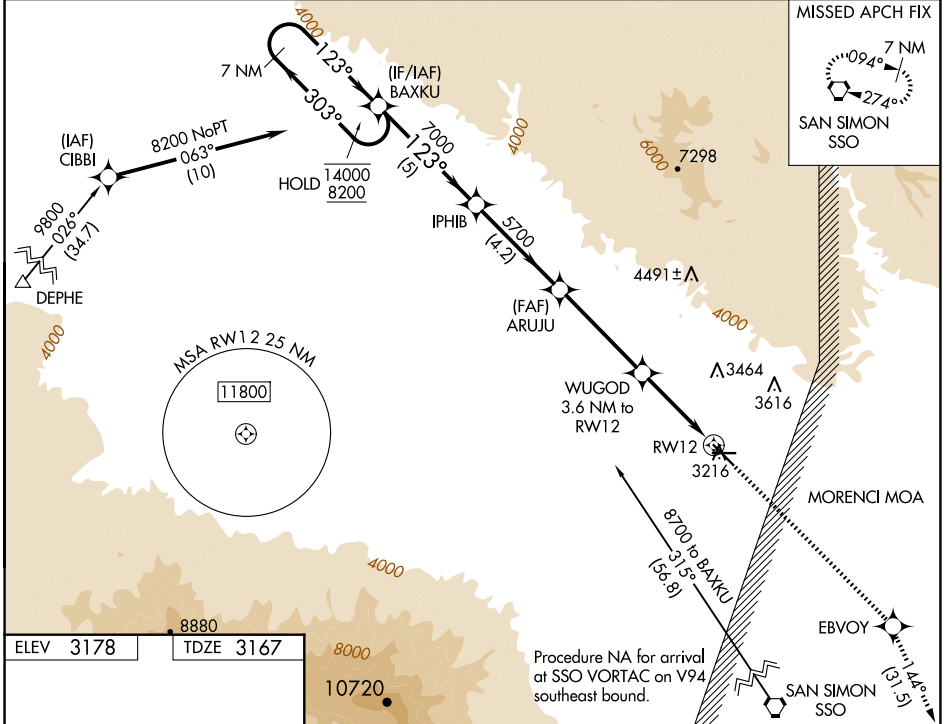 MISSED APCH FIX
7 NM
094°
274°
SAN SIMON
SSO
4000
7 NM
123°
303°
(IF/IAF)
BAXKU
(IAF)
CIBBI
8200 NoPT
063°
(10)
HOLD
14000
8200
7000
123°
(5)
4000
6000
7298
9800
026°
(34.7)
DEPHE
IPHIB
5700
(4.2)
4491±
(FAF)
ARUJU
4000
4000
MSA RW12 25 NM
11800
WUGOD
3.6 NM to
RW12
3464
3616
RW12
3216
MORENCI MOA
8700 to BAXKU
315°
(56.8)
4000
8880
EBVOY
144°
(31.5)
ELEV 3178
TDZE 3167
8000
10720
Procedure NA for arrival
at SSO VORTAC on V94
southeast bound.
SAN SIMON
SSO